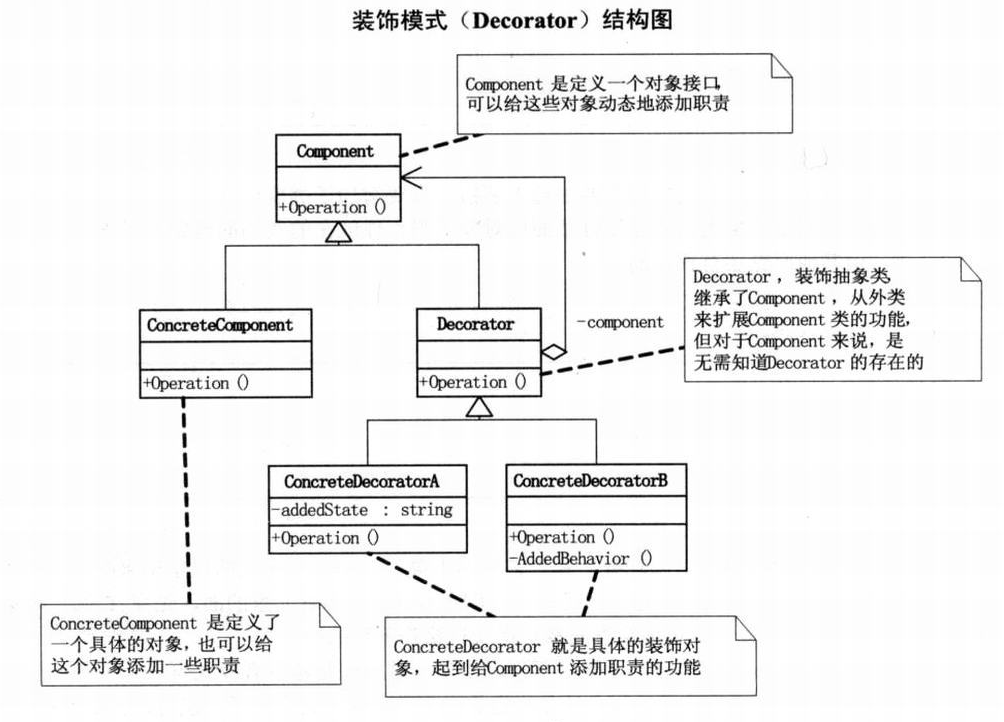 装饰模式（Decorator）结构图
Component 是定义一个对象接口,
可以给这些对象动态地添加职责
Component
+Operation ()
ConcreteComponent
+Operation ()
Decorator
+Operation ()
-component
Decorator , 装饰抽象类,
继承了Component , 从外类
来扩展Component 类的功能,
但对于Component 来说, 是
无需知道Decorator 的存在的
ConcreteDecoratorA
-addedState : string
+Operation ()
ConcreteDecoratorB
+Operation ()
-AddedBehavior ()
ConcreteComponent 是定义了
一个具体的对象, 也可以给
这个对象添加一些职责
ConcreteDecorator 就是具体的装饰对
象, 起到给Component 添加职责的功能